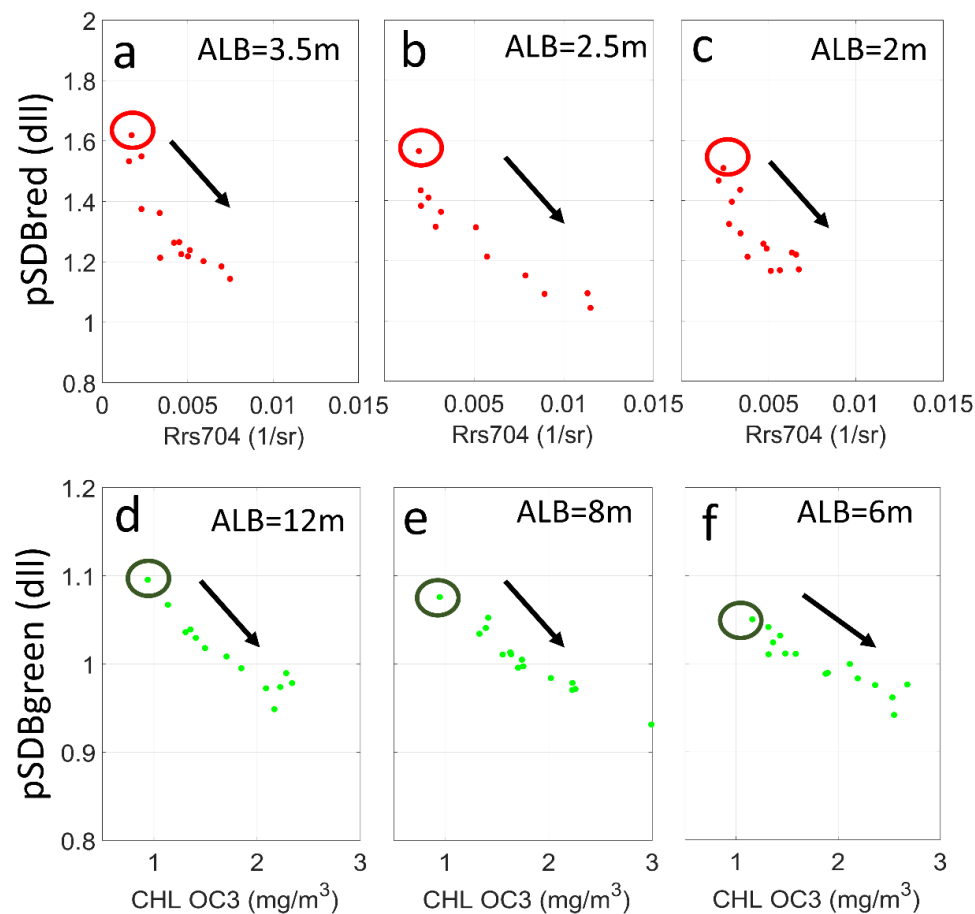 a ALB=3.5m
b ALB=2.5m
c ALB=2m
pSDBred (dll)
2
1.8
1.6
1.4
1.2
1
0.8
0 0.005 0.01 0.015
0.005 0.01 0.015
0.005 0.01 0.015
Rrs704 (1/sr)
Rrs704 (1/sr)
Rrs704 (1/sr)
d ALB=12m
e ALB=8m
f ALB=6m
pSDBgreen (dll)
1.2
1.1
1
0.9
0.8
1 2
1 2 3
1 2 3
CHL OC3 (mg/m³)
CHL OC3 (mg/m³)
CHL OC3 (mg/m³)